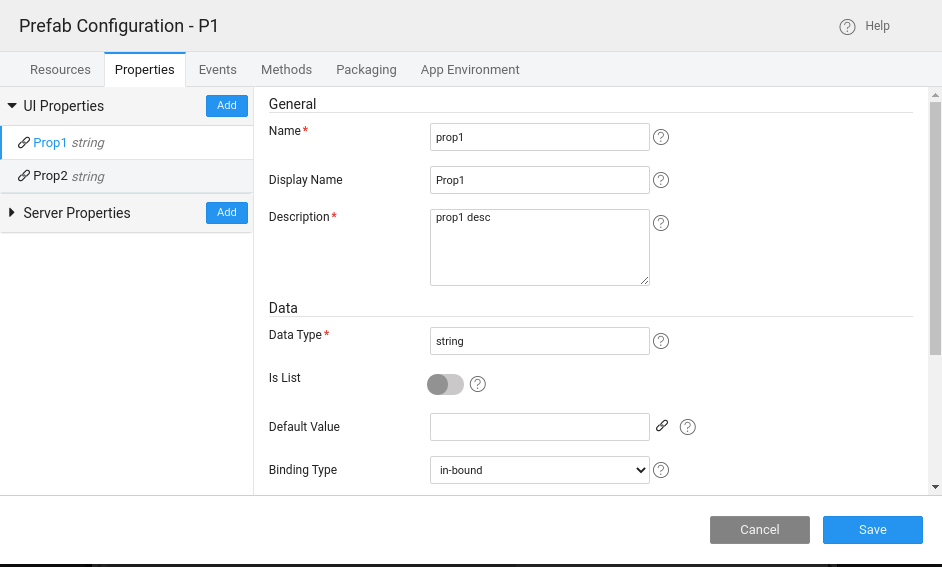 Prefab Configuration - P1
Help
Resources Properties Events Methods Packaging App Environment
UI Properties Add
Prop1 string
Prop2 string
Server Properties Add
General
Name* prop1
Display Name Prop1
Description* prop1 desc
Data
Data Type* string
Is List
Default Value
Binding Type in-bound
Cancel Save